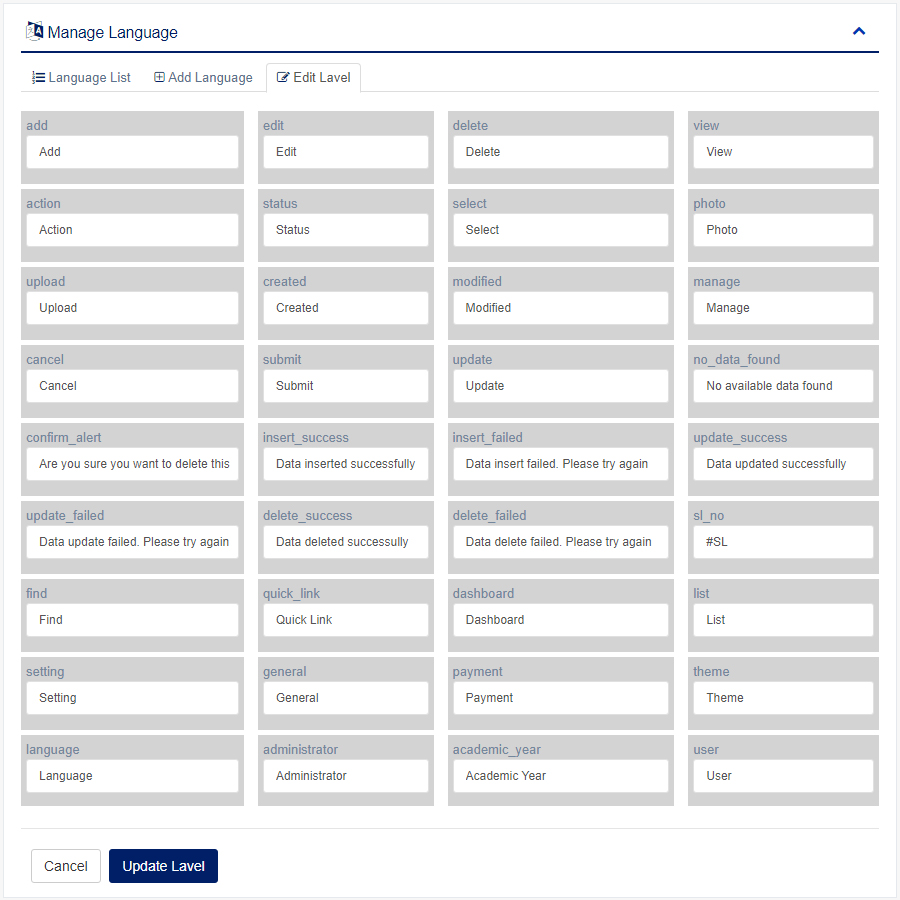 Manage Language
Language List Add Language Edit Lavel
add edit delete view
Add Edit Delete View
action status select photo
Action Status Select Photo
upload created modified manage
Upload Created Modified Manage
cancel submit update no_data_found
Cancel Submit Update No available data found
confirm_alert insert_success insert_failed update_success
Are you sure you want to delete this Data inserted successfully Data insert failed. Please try again Data updated successfully
update_failed delete_success delete_failed sl_no
Data update failed. Please try again Data deleted successully Data delete failed. Please try again #SL
find quick_link dashboard list
Find Quick Link Dashboard List
setting general payment theme
Setting General Payment Theme
language administrator academic_year user
Language Administrator Academic Year User
Cancel Update Lavel